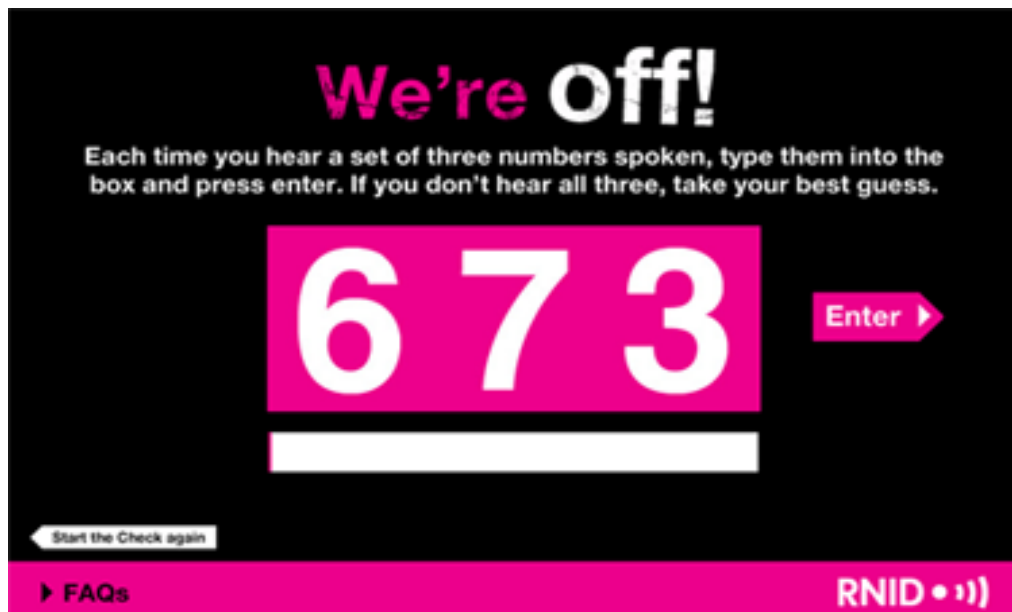 We're off!
Each time you hear a set of three numbers spoken, type them into the
box and press enter. If you don't hear all three, take your best guess.
6 7 3
Enter
Start the Check again
FAQs
RNID